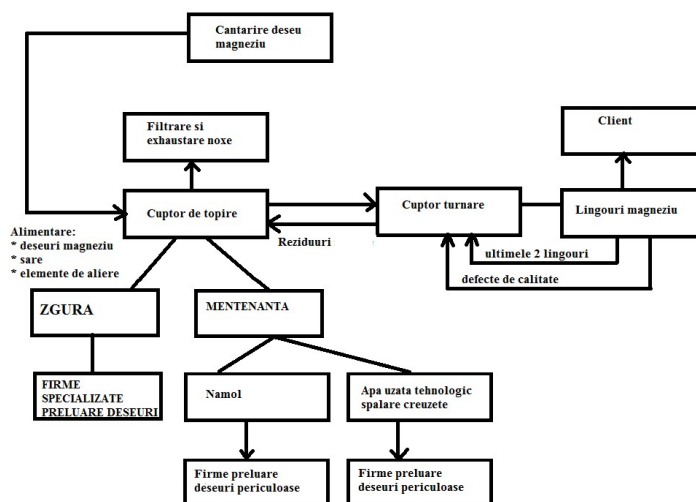 Cantarire deseu
magneziu
Filtrare si
exhaustare noxe
Client
Cuptor de topire
Cuptor turnare
Lingouri magneziu
Alimentare:
* deseuri magneziu
* sare
* elemente de aliere
Reziduuri
ultimele 2 lingouri
defecte de calitate
ZGURA
MENTENANTA
FIRME
SPECIALIZATE
PRELUARE DESEURI
Namol
Apa uzata tehnologic
spalare creuzete
Firme preluare
deseuri periculoase
Firme preluare
deseuri periculoase